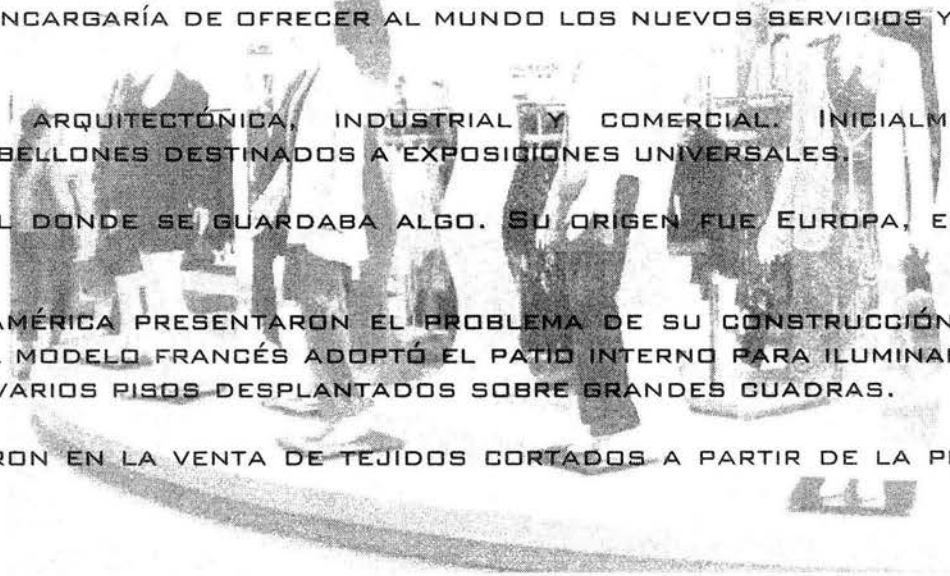 NCARGARÍA DE OFRECER AL MUNDO LOS NUEVOS SERVICIOS Y
ARQUITECTÓNICA, INDUSTRIAL Y COMERCIAL. INICIALM
BELLONES DESTINADOS A EXPOSICIONES UNIVERSALES.
L DONDE SE GUARDABA ALGO. SU ORIGEN FUE EUROPA, E
AMÉRICA PRESENTARON EL PROBLEMA DE SU CONSTRUCCIÓN
MODELO FRANCÉS ADOPTÓ EL PATIO INTERNO PARA ILUMINA
VARIOS PISOS DESPLANTADOS SOBRE GRANDES CUADRAS.
RON EN LA VENTA DE TEJIDOS CORTADOS A PARTIR DE LA P